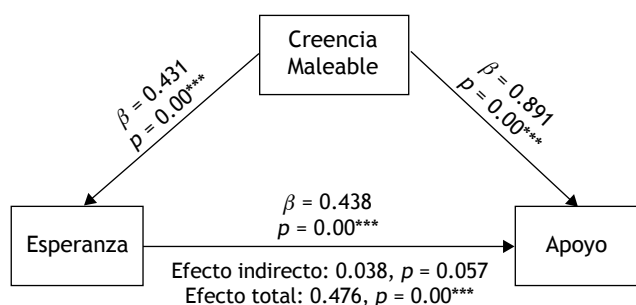 Creencia
Maleable
β = 0.431
p = 0.00***
β = 0.891
p = 0.00***
Esperanza
β = 0.438
p = 0.00***
Apoyo
Efecto indirecto: 0.038, p = 0.057
Efecto total: 0.476, p = 0.00***